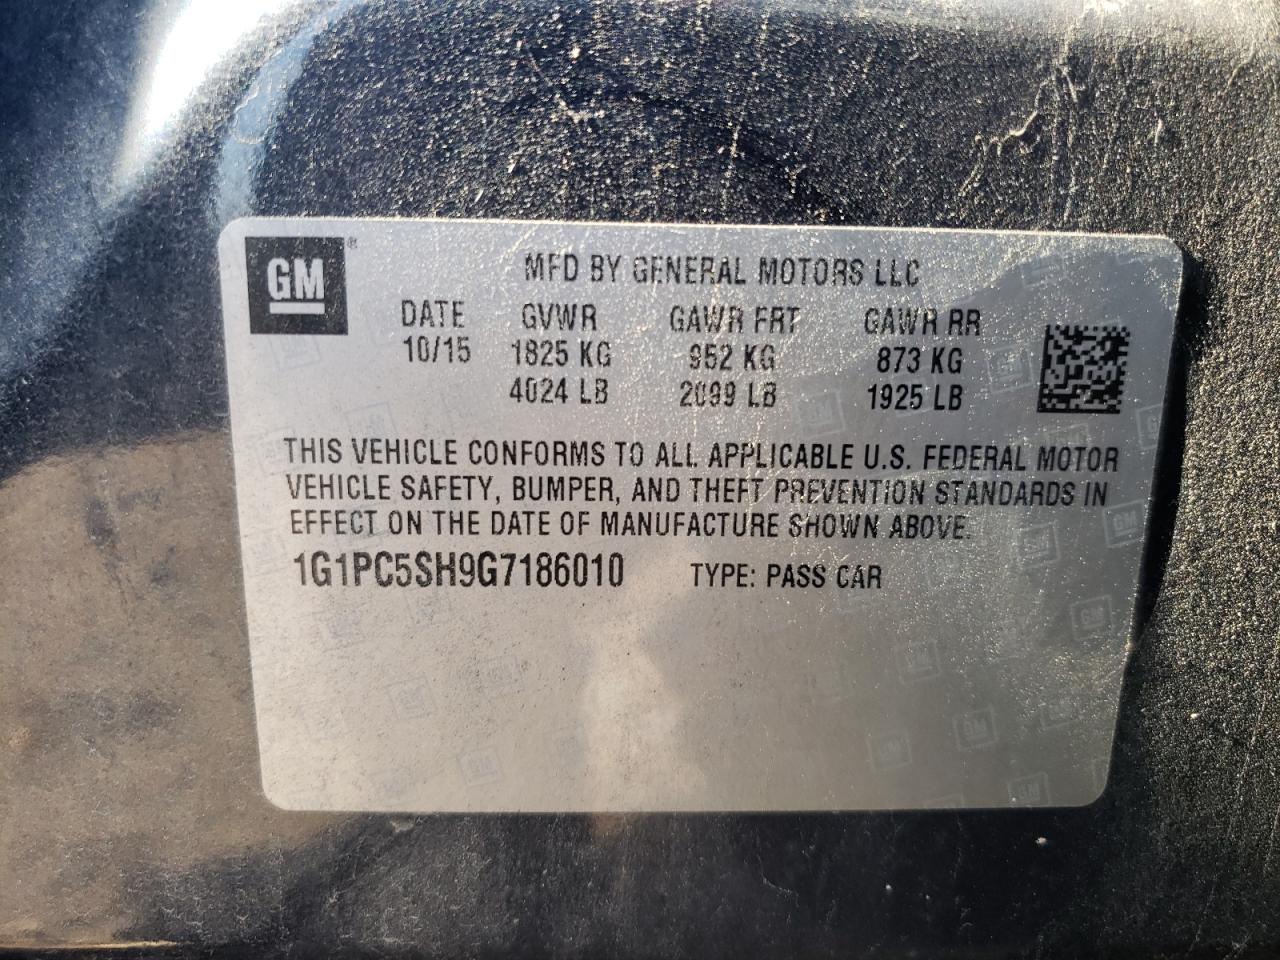 GM®
MFD BY GENERAL MOTORS LLC
DATE GVWR GAWR FRT GAWR RR
10/15 1825 KG 952 KG 873 KG
4024 LB 2099 LB 1925 LB
THIS VEHICLE CONFORMS TO ALL APPLICABLE U.S. FEDERAL MOTOR
VEHICLE SAFETY, BUMPER, AND THEFT PREVENTION STANDARDS IN
EFFECT ON THE DATE OF MANUFACTURE SHOWN ABOVE.
1G1PC5SH9G7186010 TYPE: PASS CAR